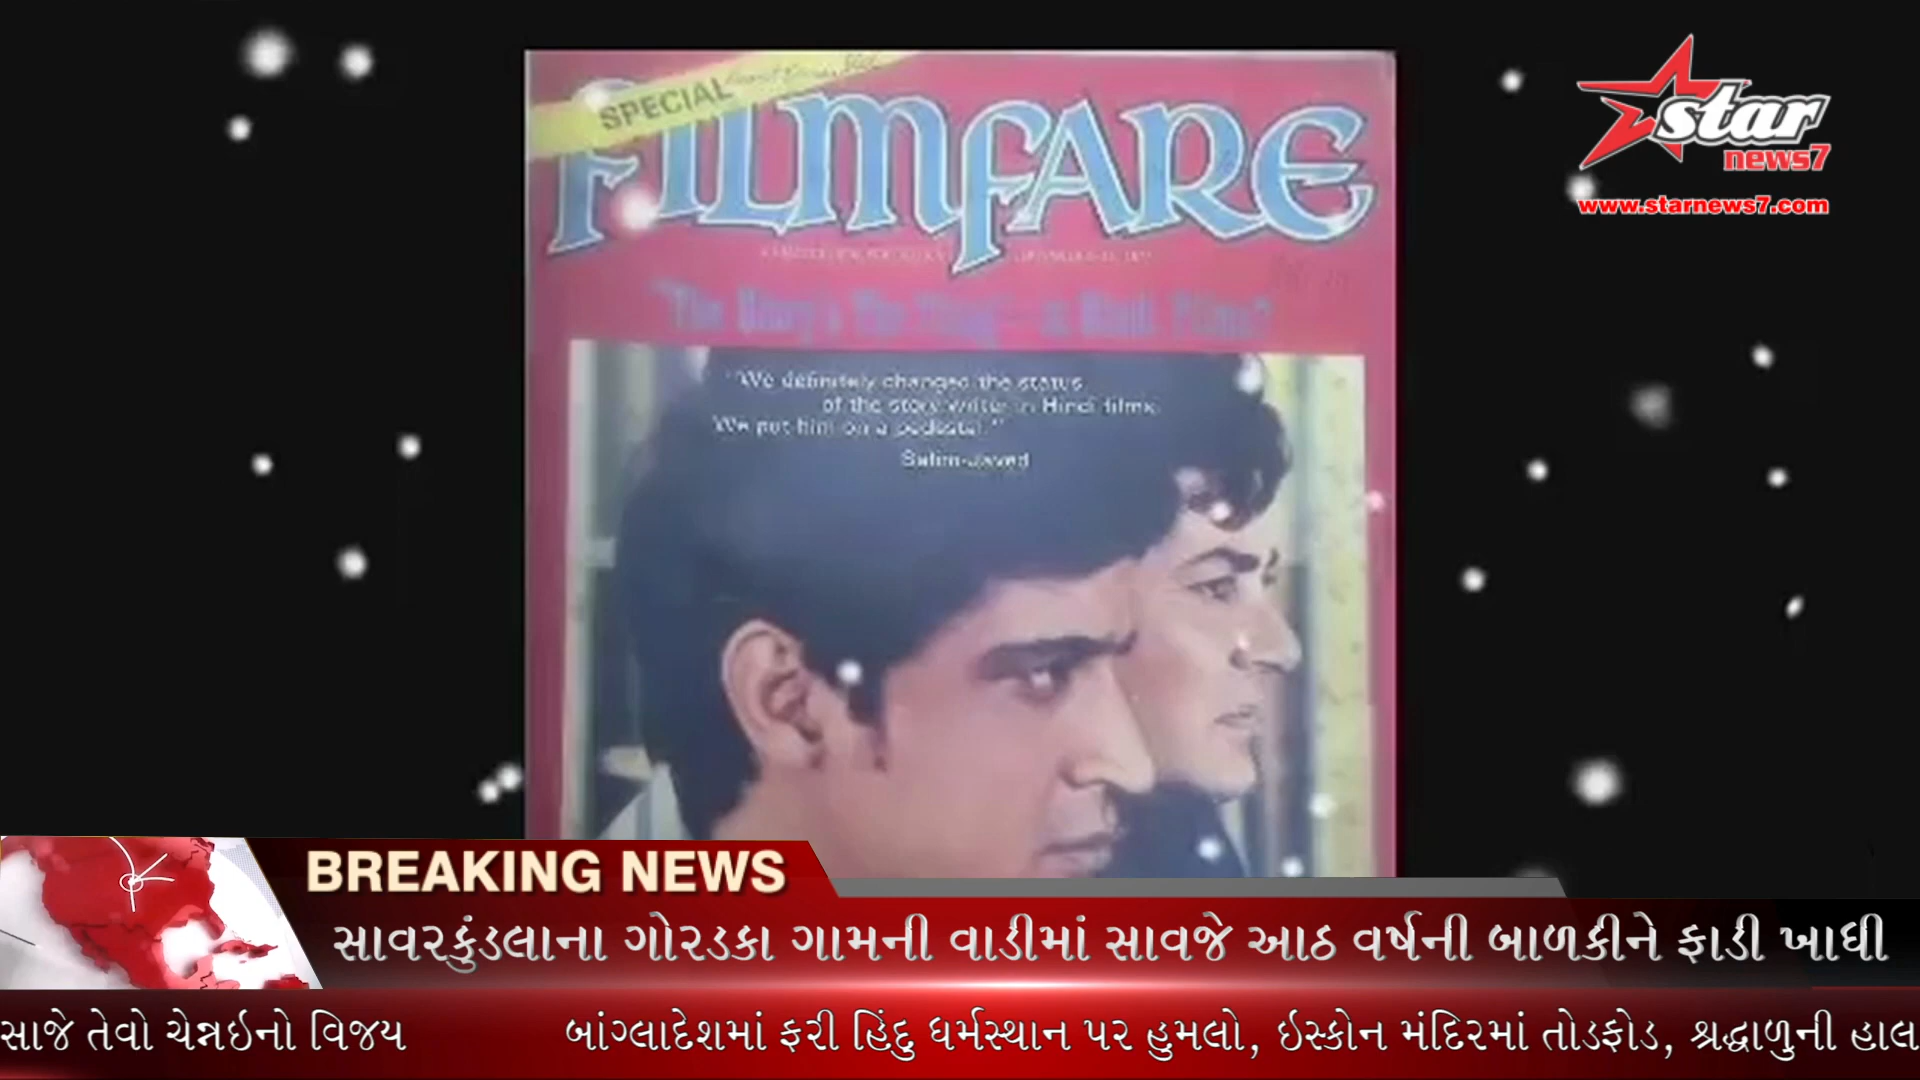 SPECIAL
FILMFARE
"We definitely changed the status
of the story writer in Hindi films.
We put him on a pedestal."
Salim-Javed
star
news7
www.starnews7.com
BREAKING NEWS
સાવરકુંડલાના ગોરડકા ગામની વાડીમાં સાવજે આઠ વર્ષની બાળકીને ફાડી ખાધી
સાજે તેવો ચેન્નઇનો વિજય બાંગ્લાદેશમાં ફરી હિંદુ ધર્મસ્થાન પર હુમલો, ઇસ્કોન મંદિરમાં તોડફોડ, શ્રદ્ધાળુની હાલ